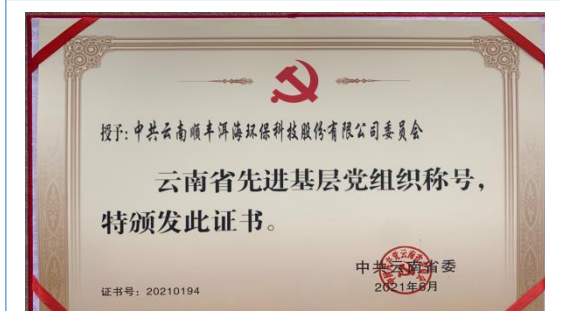 授予：中共云南顺丰洱海环保科技股份有限公司委员会
云南省先进基层党组织称号，
特颁发此证书。
中共云南省委
2021年6月
证书号：20210194